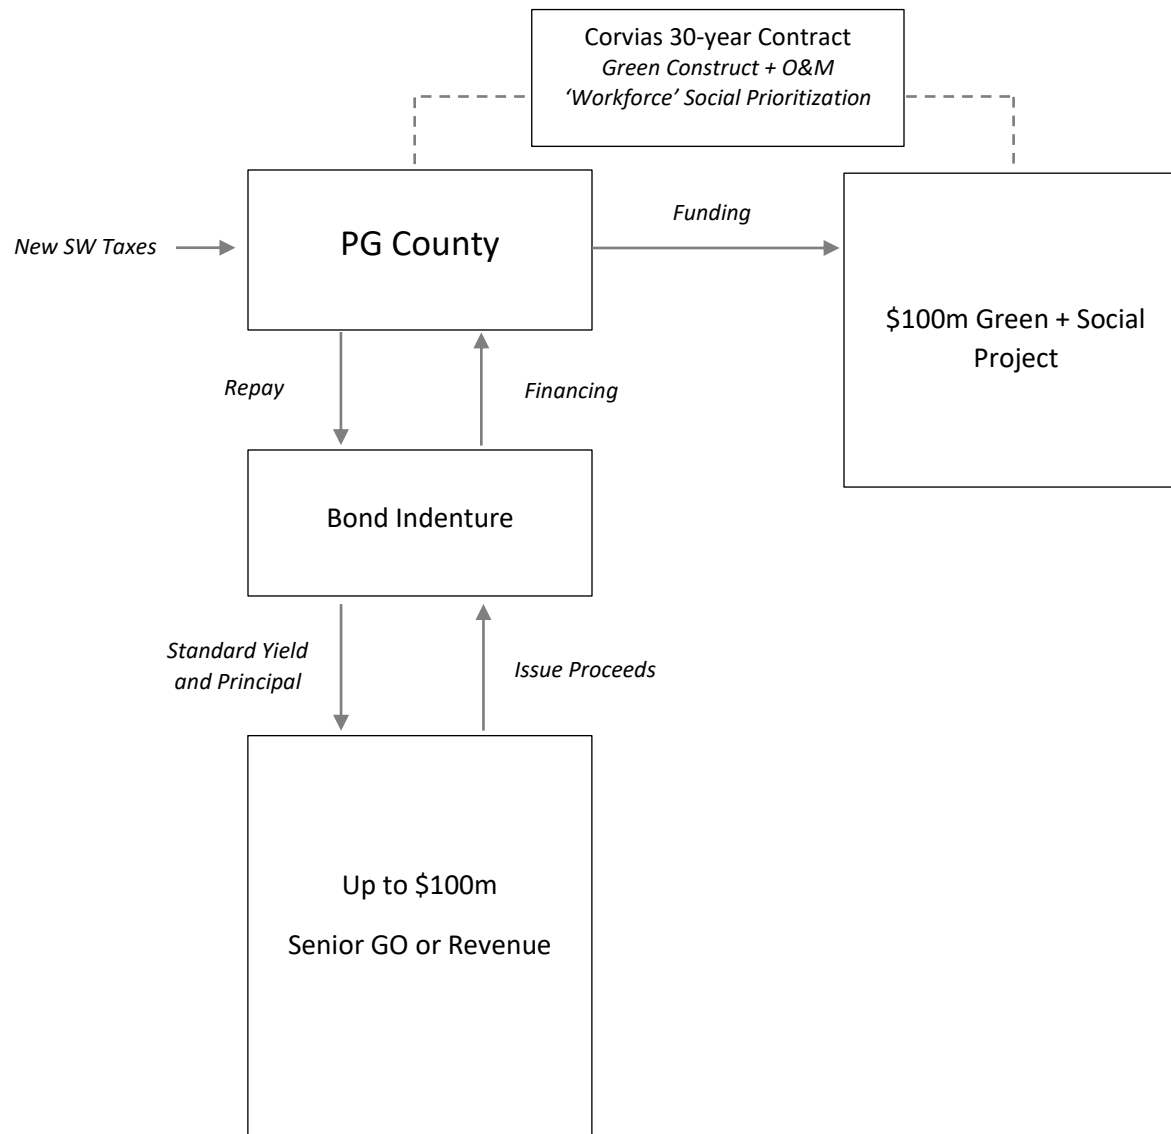 Corvias 30-year Contract
Green Construct + O&M
‘Workforce’ Social Prioritization
New SW Taxes
PG County
Funding
$100m Green + Social
Project
Repay
Financing
Bond Indenture
Standard Yield
and Principal
Issue Proceeds
Up to $100m
Senior GO or Revenue